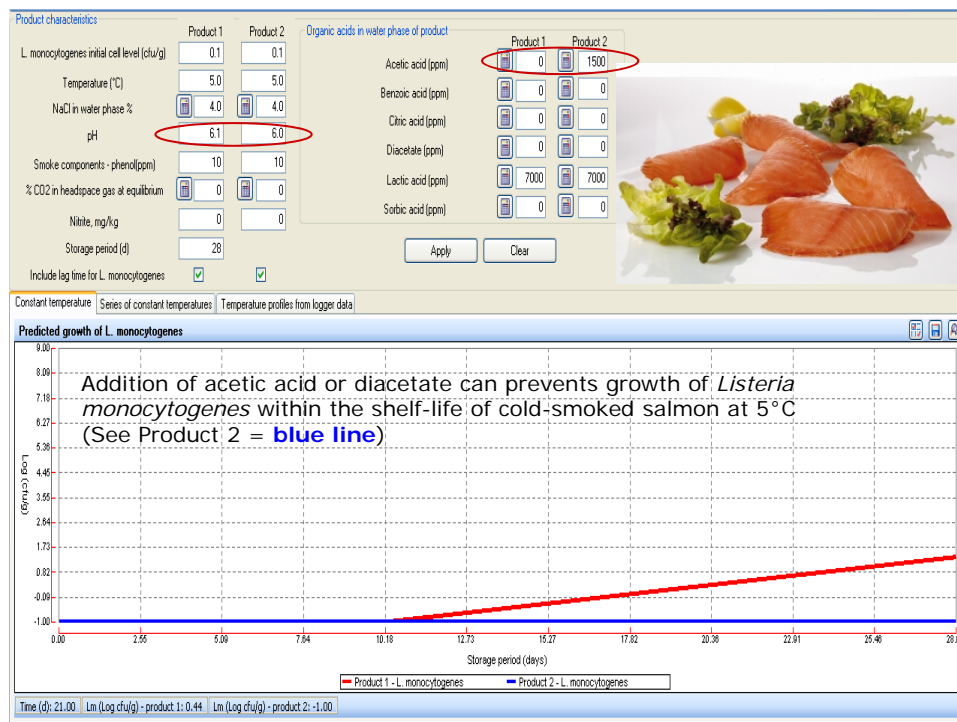 Product characteristics
Product 1 Product 2
L. monocytogenes initial cell level (cfu/g) 0.1 0.1
Temperature (°C) 5.0 5.0
NaCl in water phase % 4.0 4.0
pH 6.1 6.0
Smoke components - phenol(ppm) 10 10
% CO2 in headspace gas at equilibrium 0 0
Nitrite, mg/kg 0 0
Storage period (d) 28
Include lag time for L. monocytogenes
Organic acids in water phase of product
Product 1 Product 2
Acetic acid (ppm) 0 1500
Benzoic acid (ppm) 0 0
Citric acid (ppm) 0 0
Diacetate (ppm) 0 0
Lactic acid (ppm) 7000 7000
Sorbic acid (ppm) 0 0
Apply Clear
Constant temperature Series of constant temperatures Temperature profiles from logger data
Predicted growth of L. monocytogenes
Addition of acetic acid or diacetate can prevents growth of Listeria
monocytogenes within the shelf-life of cold-smoked salmon at 5°C
(See Product 2 = blue line)
Log (cfu/g)
9.00
8.09
7.18
6.27
5.36
4.45
3.55
2.64
1.73
0.82
-0.09
-1.00
0.00 2.55 5.09 7.64 10.18 12.73 15.27 17.82 20.36 22.91 25.46
Storage period (days)
Product 1 - L. monocytogenes Product 2 - L. monocytogenes
Time (d): 21.00 Lm (Log cfu/g) - product 1: 0.44 Lm (Log cfu/g) - product 2: -1.00